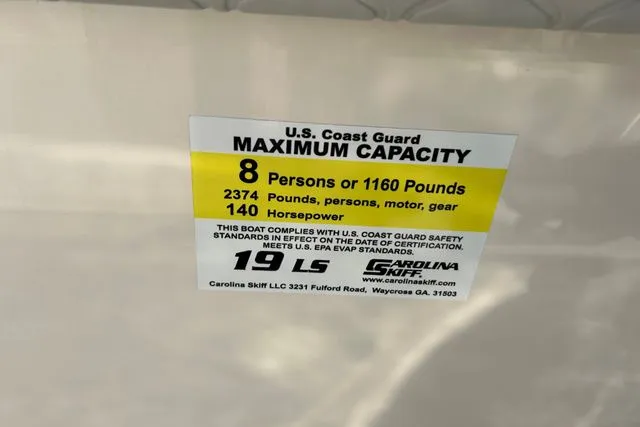 U.S. Coast Guard
MAXIMUM CAPACITY
8 Persons or 1160 Pounds
2374 Pounds, persons, motor, gear
140 Horsepower
THIS BOAT COMPLIES WITH U.S. COAST GUARD SAFETY
STANDARDS IN EFFECT ON THE DATE OF CERTIFICATION.
MEETS U.S. EPA EVAP STANDARDS.
19 LS
CAROLINA
SKIFF.
www.carolinaskiff.com
Carolina Skiff LLC 3231 Fulford Road, Waycross GA. 31503